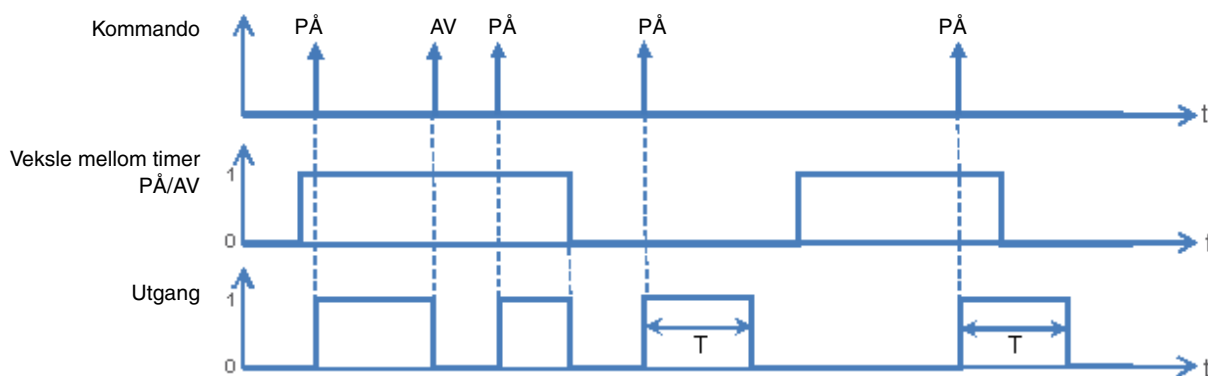 Kommando
PÅ AV PÅ PÅ PÅ
t
Veksle mellom timer
PÅ/AV
1
0
t
Utgang
1
T T
0
t